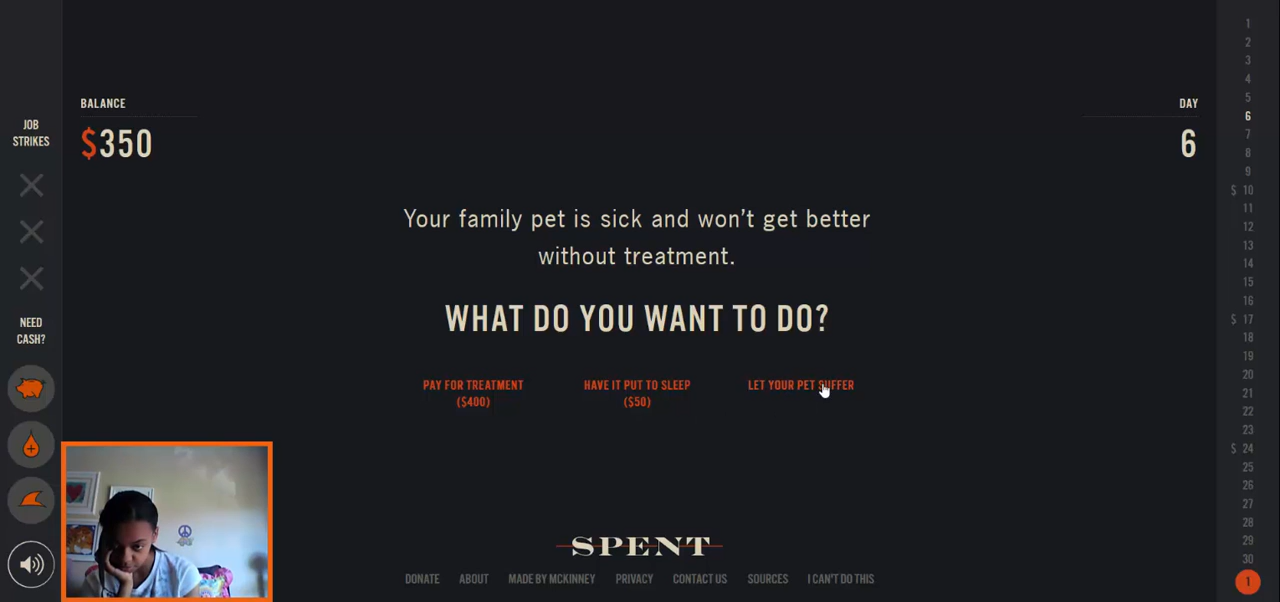 BALANCE
$350
DAY
6
JOB
STRIKES
NEED
CASH?
Your family pet is sick and won't get better
without treatment.
WHAT DO YOU WANT TO DO?
PAY FOR TREATMENT
($400)
HAVE IT PUT TO SLEEP
($50)
LET YOUR PET SUFFER
SPENT
DONATE
ABOUT
MADE BY MCKINNEY
PRIVACY
CONTACT US
SOURCES
I CAN'T DO THIS
1
2
3
4
5
6
7
8
9
$ 10
11
12
13
14
15
16
$ 17
18
19
20
21
22
23
$ 24
25
26
27
28
29
30
1